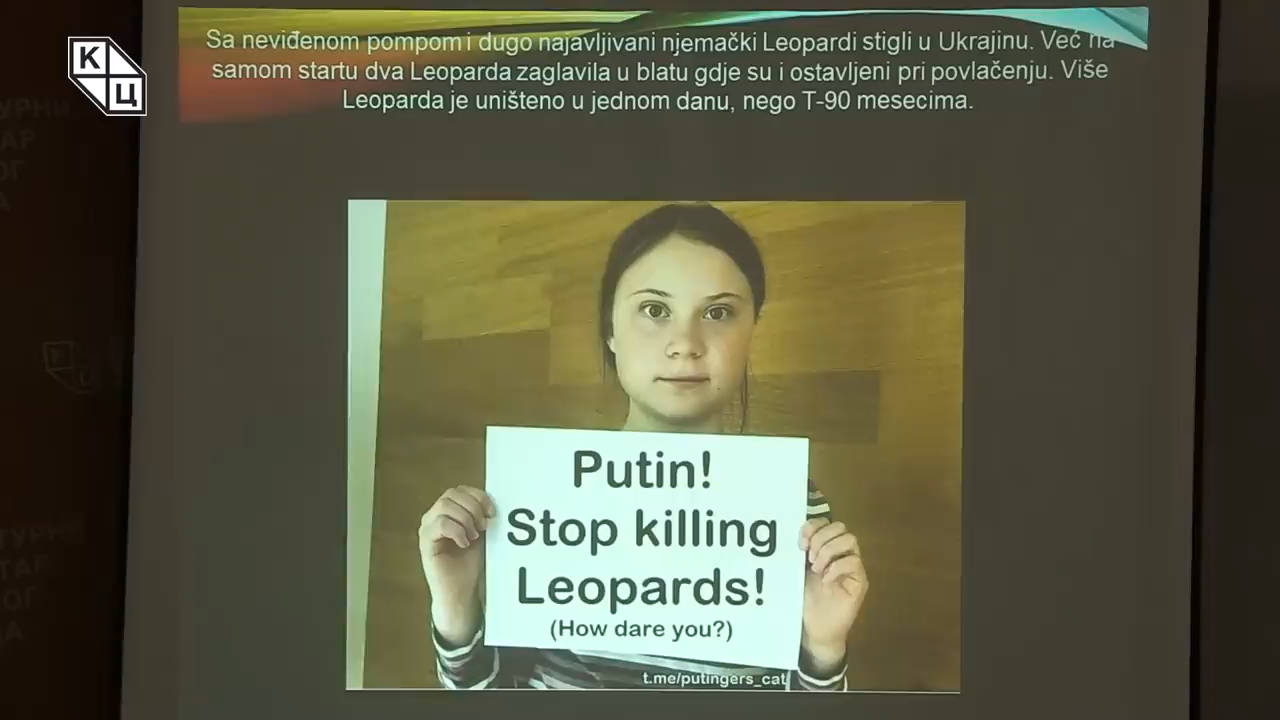 К
Ц
Sa neviđenom pompom i dugo najavljivani njemački Leopardi stigli u Ukrajinu. Već na
samom startu dva Leoparda zaglavila u blatu gdje su i ostavljeni pri povlačenju. Više
Leoparda je uništeno u jednom danu, nego T-90 mesecima.
Putin!
Stop killing
Leopards!
(How dare you?)
t.me/putingers_cat